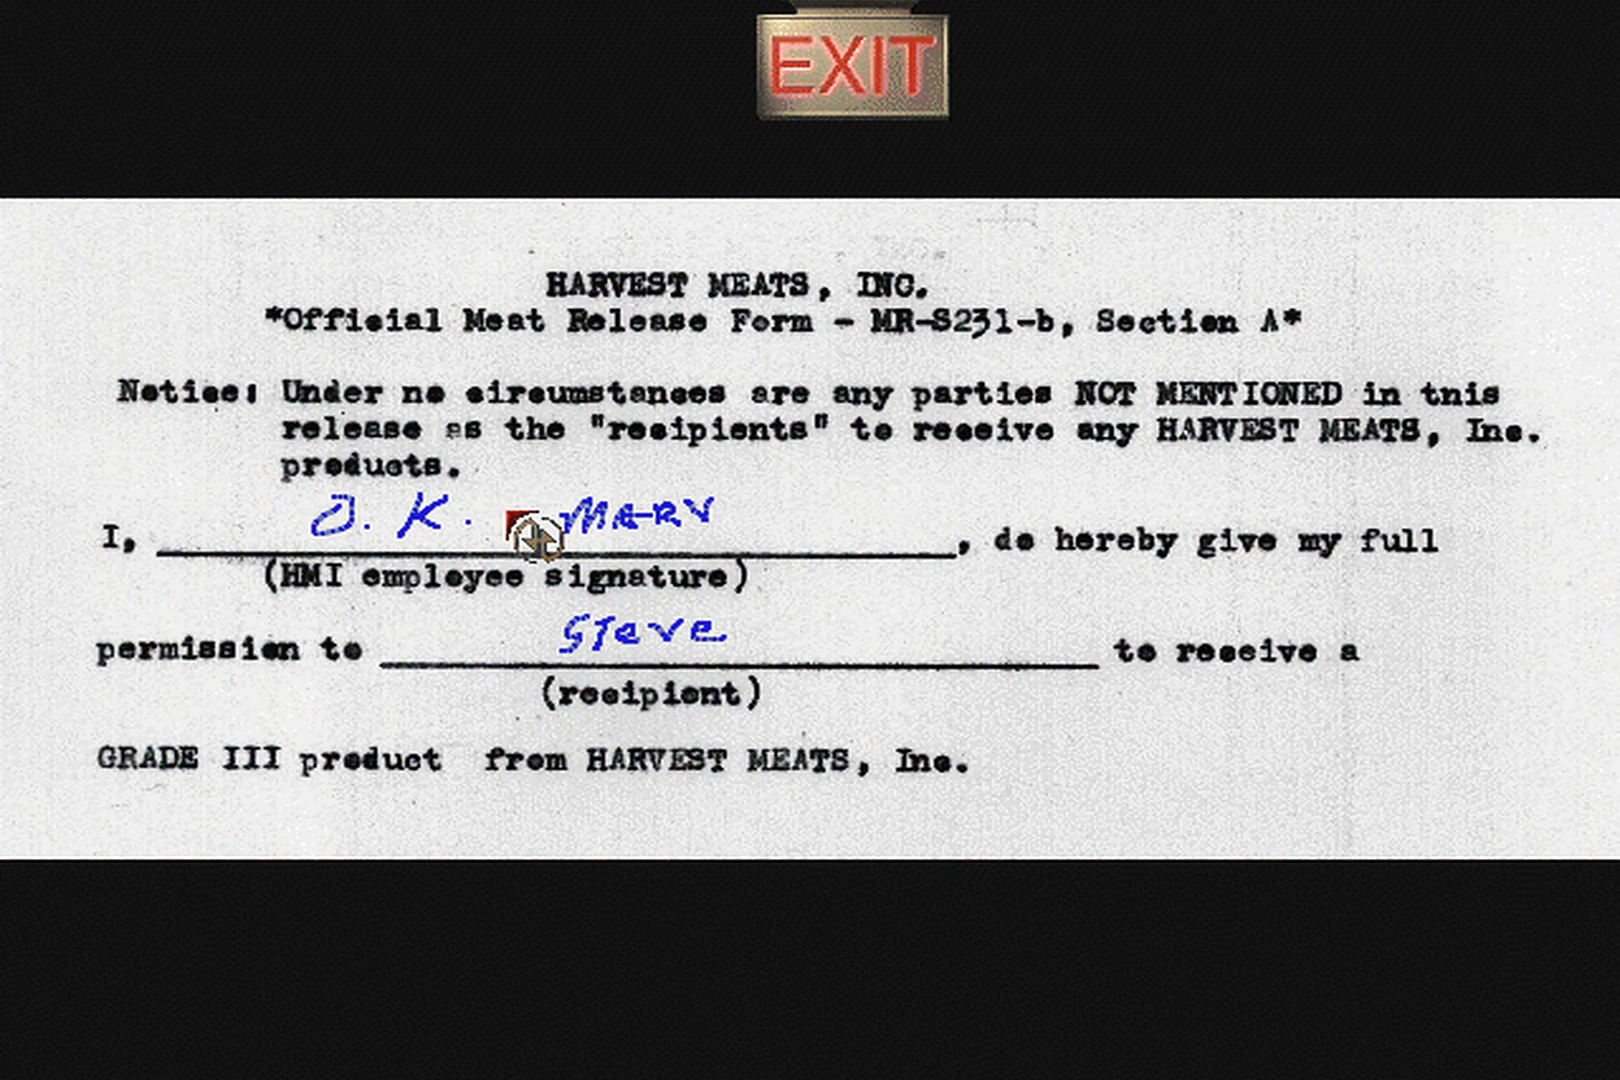 EXIT
HARVEST MEATS, INC.
*Official Meat Release Form - MR-S231-b, Section A*
Notice: Under no circumstances are any parties NOT MENTIONED in tnis
release as the "recipients" to receive any HARVEST MEATS, Inc.
products.
I, J. K. MARV, do hereby give my full
(HMI employee signature)
permission to Steve to receive a
(recipient)
GRADE III product from HARVEST MEATS, Inc.